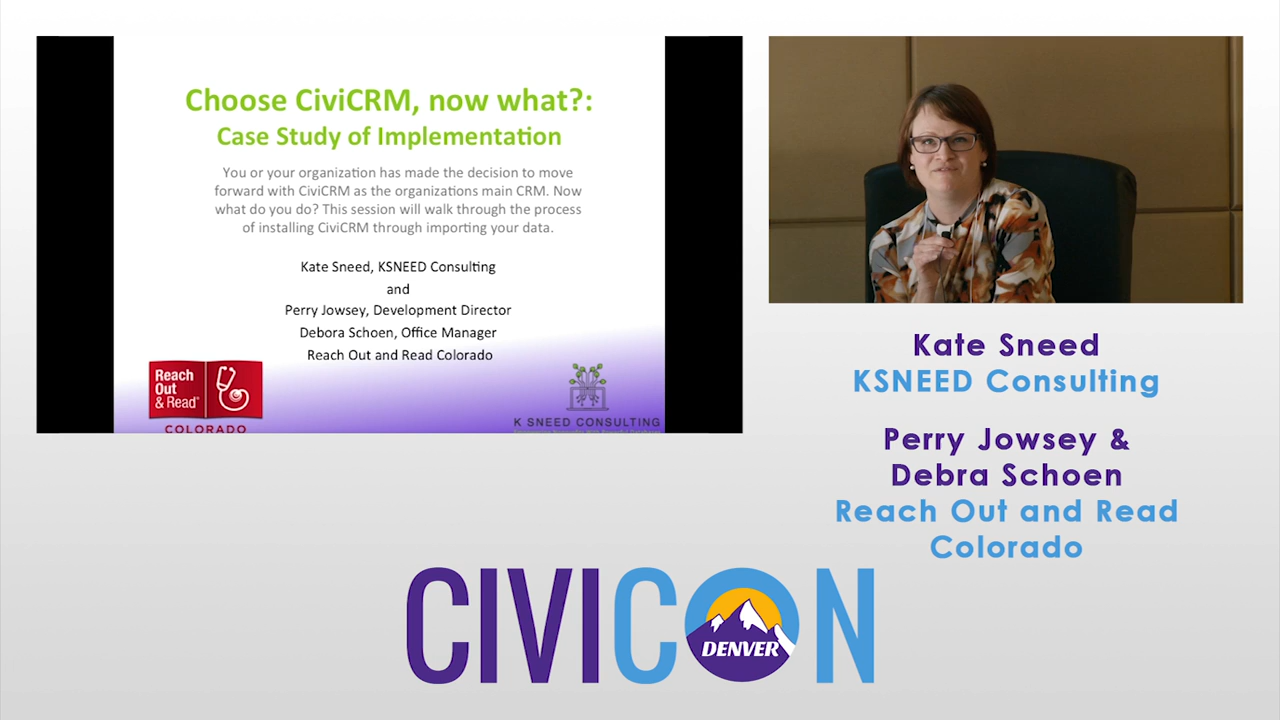 Choose CiviCRM, now what?:
Case Study of Implementation
You or your organization has made the decision to move
forward with CiviCRM as the organizations main CRM. Now
what do you do? This session will walk through the process
of installing CiviCRM through importing your data.
Kate Sneed, KSNEED Consulting
and
Perry Jowsey, Development Director
Debora Schoen, Office Manager
Reach Out and Read Colorado
Reach
Out
& Read®
COLORADO
K SNEED CONSULTING
Kate Sneed
KSNEED Consulting
Perry Jowsey &
Debra Schoen
Reach Out and Read
Colorado
CIVICON
DENVER